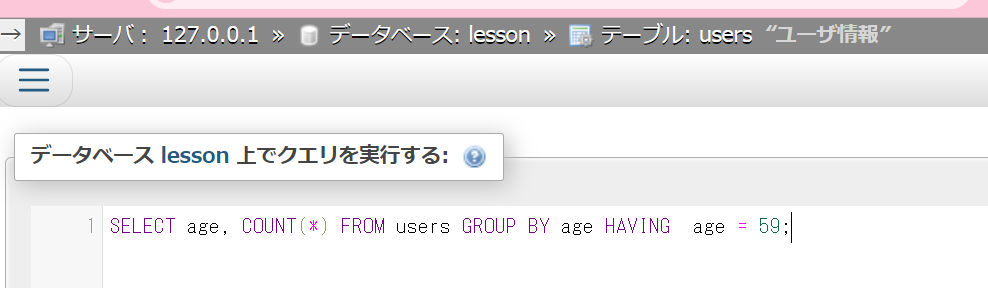 サーバ: 127.0.0.1 » データベース: lesson » テーブル: users “ユーザ情報”
データベース lesson 上でクエリを実行する:
1 SELECT age, COUNT(*) FROM users GROUP BY age HAVING  age = 59;